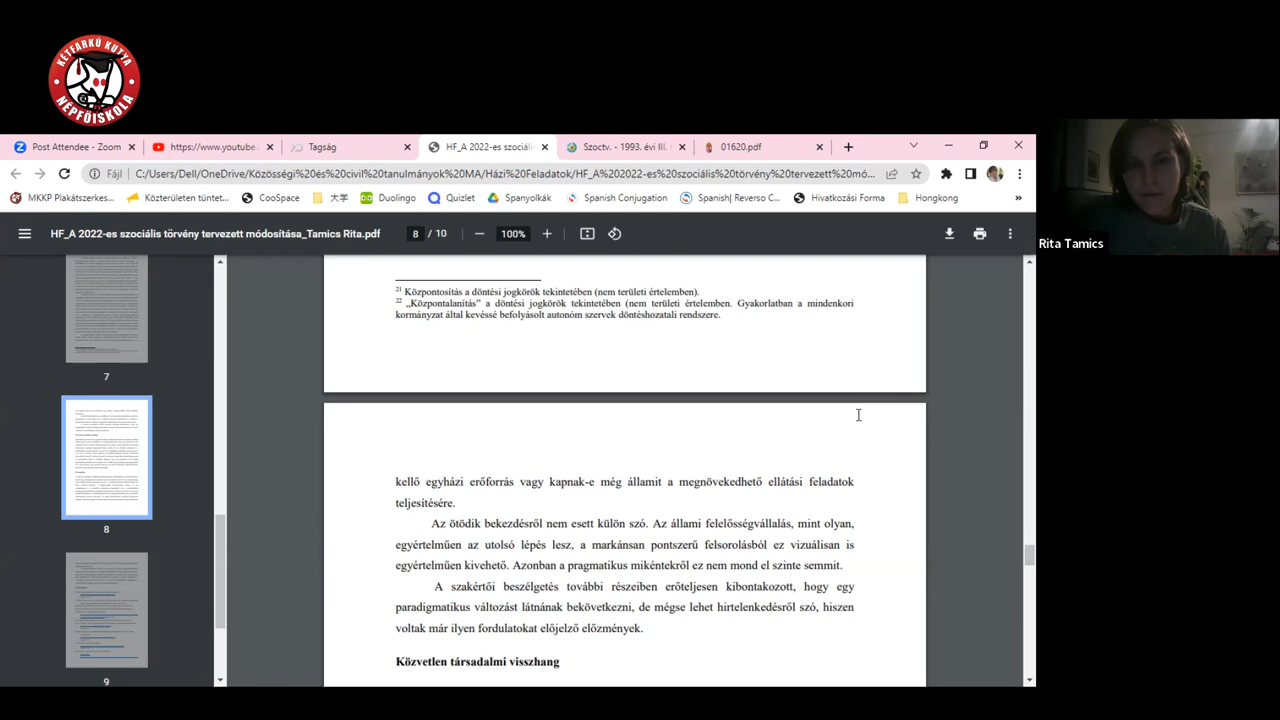 KÉTFARKÚ KUTYA
NÉPFŐISKOLA
Post Attendee - Zoom
https://www.youtube.
Tagság
HF_A 2022-es szociáli
Szoctv. - 1993. évi III.
01620.pdf
Fájl
C:/Users/Dell/OneDrive/Közösségi%20és%20civil%20tanulmányok%20MA/Házi%20Feladatok/HF_A%202022-es%20szociális%20törvény%20tervezett%20mó...
MKKP Plakátszerkes...
Közterületen tüntet...
CooSpace
大学
Duolingo
Quizlet
Spanyolkák
Spanish Conjugation
Spanish| Reverso C...
Hivatkozási Forma
Hongkong
»
HF_A 2022-es szociális törvény tervezett módosítása_Tamics Rita.pdf
8 / 10
100%
Rita Tamics
7
8
9
21 Központosítás a döntési jogkörök tekintetében (nem területi értelemben).
22 „Központalanítás” a döntési jogkörök tekintetében (nem területi értelemben. Gyakorlatban a mindenkori
kormányzat által kevéssé befolyásolt autonóm szervek döntéshozatali rendszere.
kellő egyházi erőforrás vagy kapnak-e még államit a megnövekedhető ellátási feladatok
teljesítésére.
Az ötödik bekezdésről nem esett külön szó. Az állami felelősségvállalás, mint olyan,
egyértelműen az utolsó lépés lesz, a markánsan pontszerű felsorolásból ez vizuálisan is
egyértelműen kivehető. Azonban a pragmatikus mikéntekről ez nem mond el szinte semmit.
A szakértői beszélgetés további részeiben erőteljesen kibontakozott, hogy egy
paradigmatikus változást látnának bekövetkezni, de mégse lehet hirtelenkedésről szó, hiszen
voltak már ilyen fordulatokat előjelző előzmények.
Közvetlen társadalmi visszhang